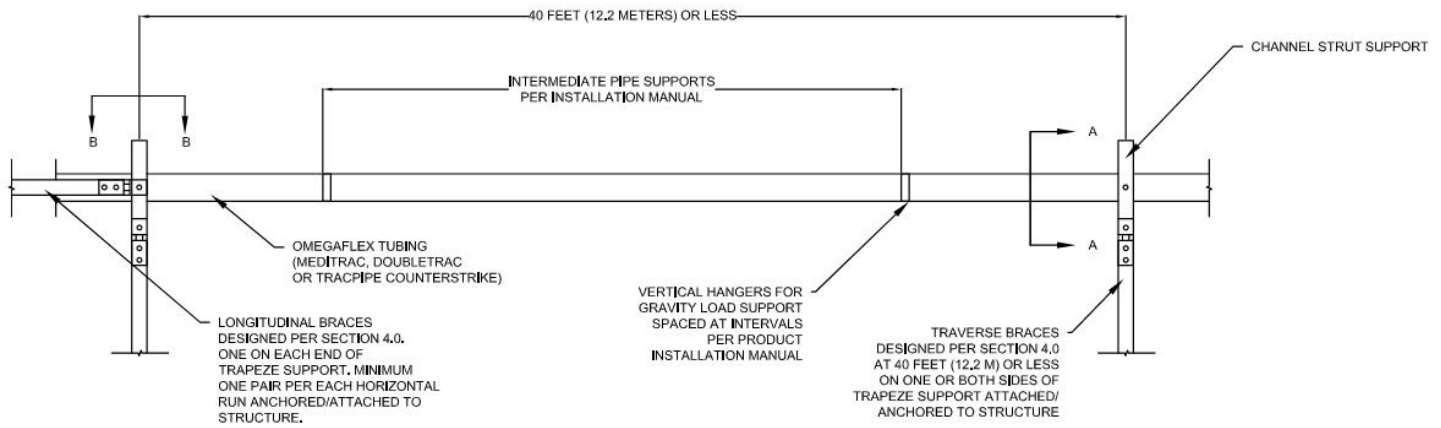 40 FEET (12.2 METERS) OR LESS
CHANNEL STRUT SUPPORT
INTERMEDIATE PIPE SUPPORTS
PER INSTALLATION MANUAL
B
B
A
A
OMEGAFLEX TUBING
(MEDITRAC, DOUBLETRAC
OR TRACPIPE COUNTERSTRIKE)
LONGITUDINAL BRACES
DESIGNED PER SECTION 4.0.
ONE ON EACH END OF
TRAPEZE SUPPORT. MINIMUM
ONE PAIR PER EACH HORIZONTAL
RUN ANCHORED/ATTACHED TO
STRUCTURE.
VERTICAL HANGERS FOR
GRAVITY LOAD SUPPORT
SPACED AT INTERVALS
PER PRODUCT
INSTALLATION MANUAL
TRAVERSE BRACES
DESIGNED PER SECTION 4.0
AT 40 FEET (12.2 M) OR LESS
ON ONE OR BOTH SIDES OF
TRAPEZE SUPPORT ATTACHED/
ANCHORED TO STRUCTURE